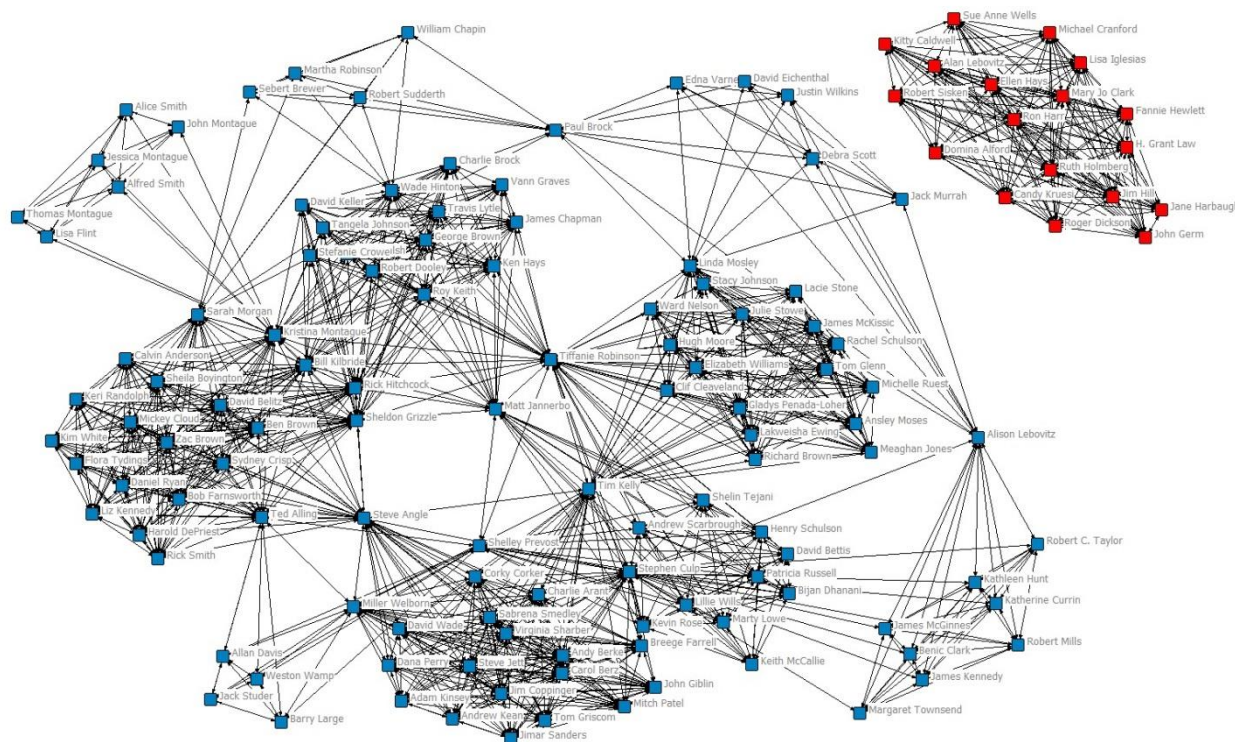 Sue Anne Wells
William Chapin
Michael Cranford
Kitty Caldwell
Lisa Iglesias
Alan Lebovitz
Martha Robinson
Edna Varne
David Eichenthal
Ellen Hays
Sebert Brewer
Robert Sudderth
Justin Wilkins
Robert Sisken
Mary Jo Clark
Alice Smith
Fannie Hewlett
John Montague
Paul Brock
Ron Harr
H. Grant Law
Jessica Montague
Charlie Brock
Debra Scott
Domina Alford
Alfred Smith
Wade Hinton
Vann Graves
Jack Murrah
Ruth Holmberg
David Keller
Candy Kruesi
Jim Hill
Thomas Montague
Travis Lytle
James Chapman
Jane Harbaugh
Lisa Flint
Tangela Johnson
George Brown
Roger Dickson
John Germ
Stefanie Crowe
Robert Dooley
Ken Hays
Linda Mosley
Stacy Johnson
Roy Keith
Lacie Stone
Sarah Morgan
Ward Nelson
Julie Stowe
Kristina Montague
James McKissic
Hugh Moore
Rachel Schulson
Calvin Anderson
Bill Kilbride
Tiffanie Robinson
Elizabeth Williams
Tom Glenn
Sheila Boyington
Rick Hitchcock
Clif Cleaveland
Michelle Ruest
Keri Randolph
David Belitz
Matt Jannerbo
Gladys Penada-Loher
Mickey Cloud
Ben Brown
Sheldon Grizzle
Ansley Moses
Kim White
Zac Brown
Lakweisha Ewing
Alison Lebovitz
Flora Tydings
Sydney Crisp
Richard Brown
Meaghan Jones
Daniel Ryan
Bob Farnsworth
Tim Kelly
Liz Kennedy
Ted Alling
Steve Angle
Shelin Tejani
Harold DePriest
Andrew Scarbrough
Henry Schulson
Rick Smith
Shelley Prevost
David Bettis
Robert C. Taylor
Corky Corker
Stephen Culp
Patricia Russell
Kathleen Hunt
Charlie Arant
Bijan Dhanani
Miller Welborn
Lillie Wills
Katherine Currin
Sabrena Smedley
David Wade
Virginia Sharber
Kevin Rose
Marty Lowe
James McGinnes
Allan Davis
Andy Berke
Breege Farrell
Benic Clark
Robert Mills
Dana Perry
Steve Jett
Carol Berz
Keith McCallie
Weston Wamp
James Kennedy
Jack Studer
Adam Kinsey
Jim Coppinger
John Giblin
Barry Large
Andrew Kean
Tom Griscom
Mitch Patel
Margaret Townsend
Jimar Sanders